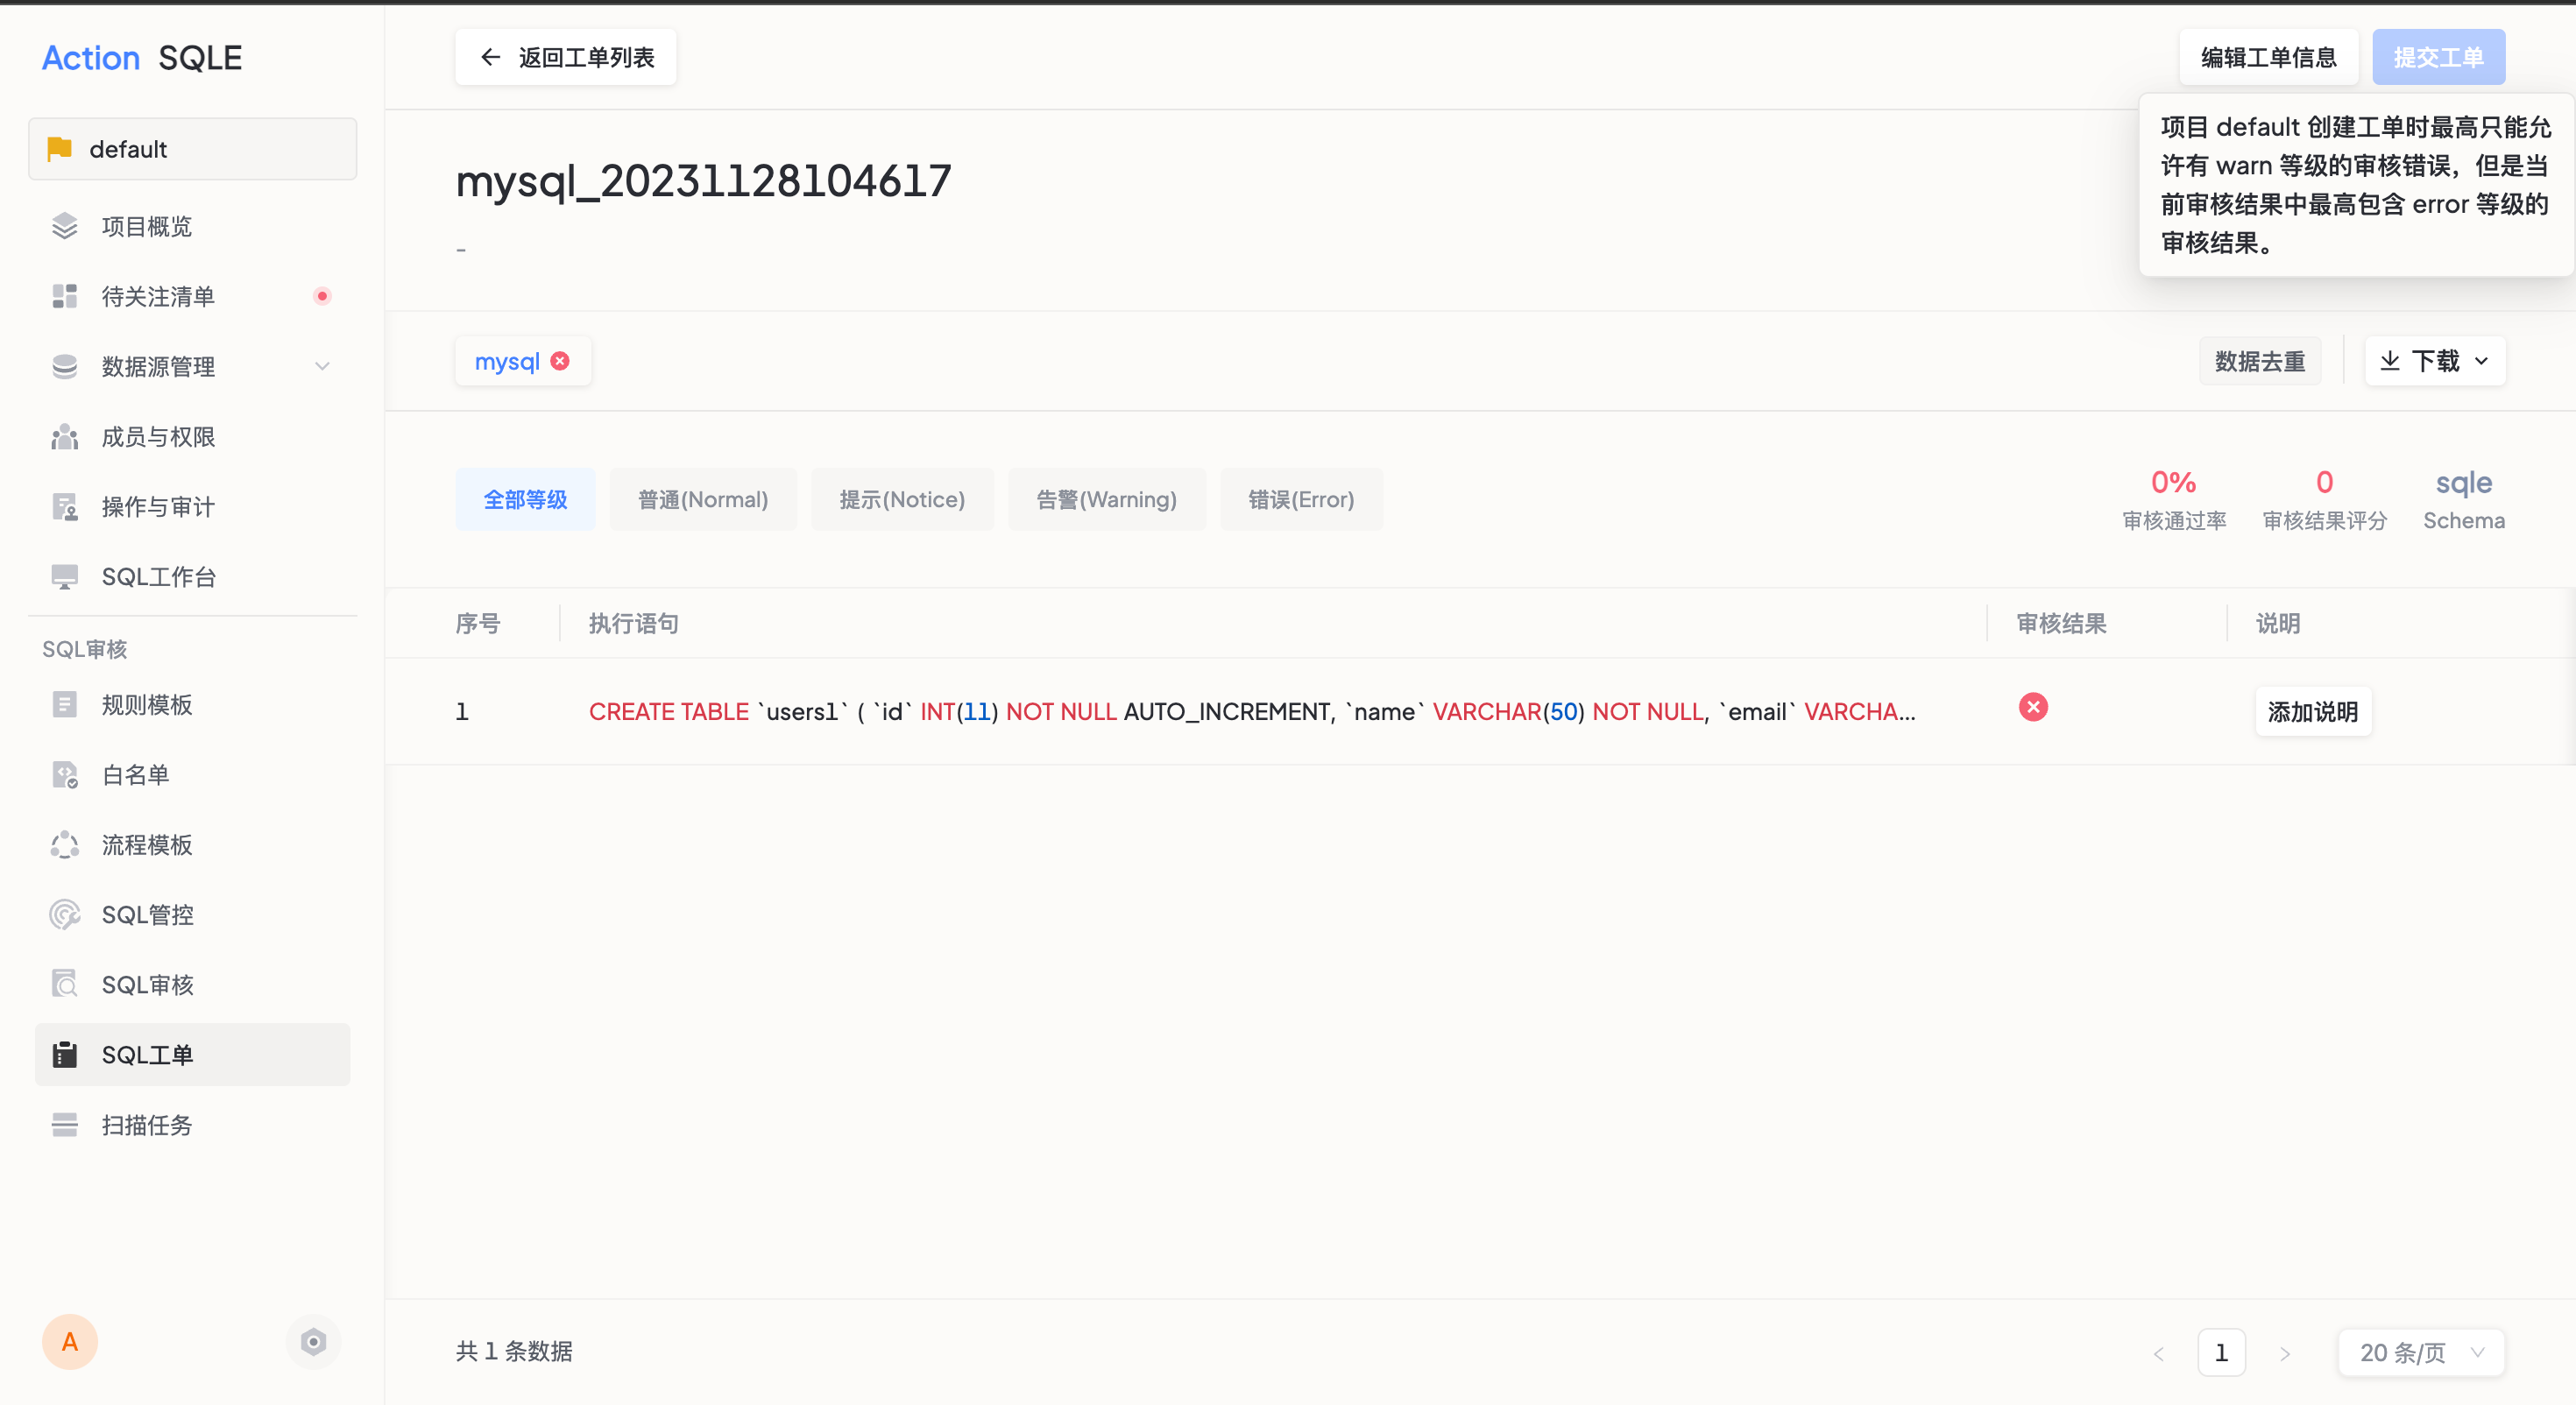 Action SQLE
返回工单列表
编辑工单信息
提交工单
default
项目 default 创建工单时最高只能允
许有 warn 等级的审核错误，但是当
前审核结果中最高包含 error 等级的
审核结果。
mysql_20231128104617
-
项目概览
待关注清单
数据源管理
成员与权限
操作与审计
SQL工作台
SQL审核
规则模板
白名单
流程模板
SQL管控
SQL审核
SQL工单
扫描任务
A
mysql
数据去重
下载
全部等级
普通(Normal)
提示(Notice)
告警(Warning)
错误(Error)
0%
审核通过率
0
审核结果评分
sqle
Schema
序号 执行语句 审核结果 说明
1 CREATE TABLE `users1` ( `id` INT(11) NOT NULL AUTO_INCREMENT, `name` VARCHAR(50) NOT NULL, `email` VARCHA... 添加说明
共 1 条数据
1
20 条/页